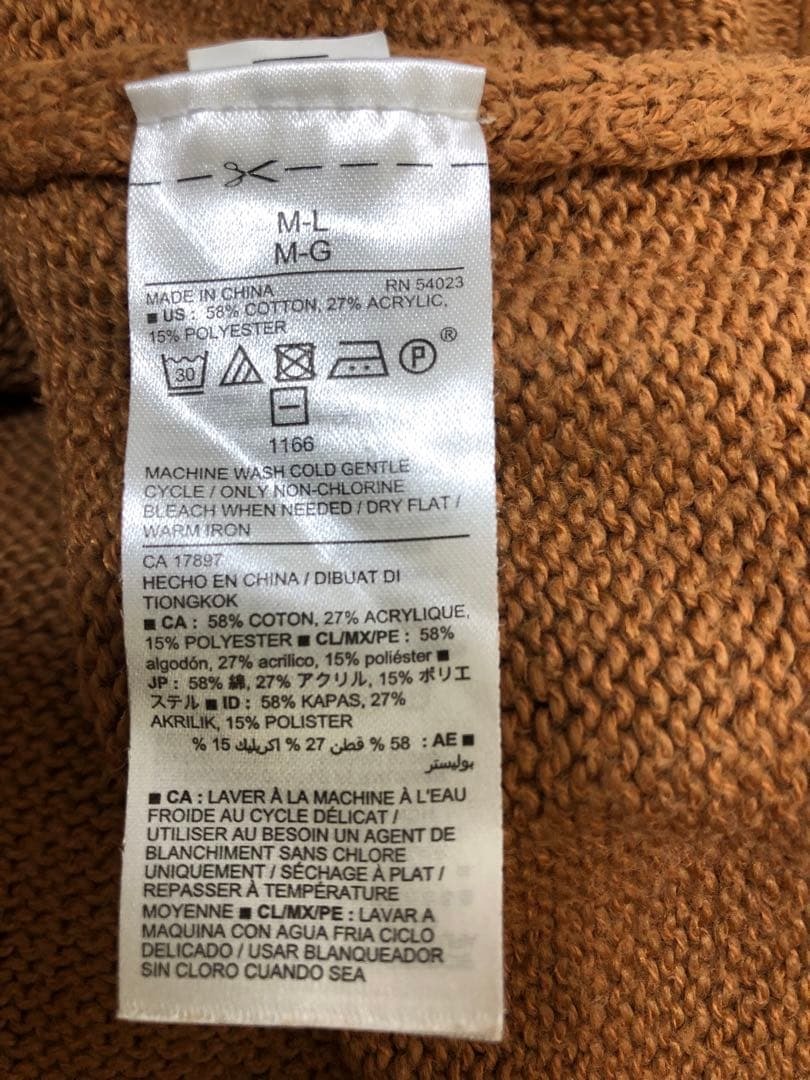 M-L
M-G
MADE IN CHINA RN 54023
■ US : 58% COTTON, 27% ACRYLIC,
15% POLYESTER
30 P ®
1166
MACHINE WASH COLD GENTLE
CYCLE / ONLY NON-CHLORINE
BLEACH WHEN NEEDED / DRY FLAT /
WARM IRON
CA 17897
HECHO EN CHINA / DIBUAT DI
TIONGKOK
■ CA : 58% COTON, 27% ACRYLIQUE,
15% POLYESTER ■ CL/MX/PE : 58%
algodón, 27% acrílico, 15% poliéster ■
JP : 58% 綿, 27% アクリル, 15% ポリエ
ステル ■ ID : 58% KAPAS, 27%
AKRILIK, 15% POLISTER
■ AE : 58 % قطن 27 % اكريليك 15 %
بوليستر
■ CA : LAVER À LA MACHINE À L'EAU
FROIDE AU CYCLE DÉLICAT /
UTILISER AU BESOIN UN AGENT DE
BLANCHIMENT SANS CHLORE
UNIQUEMENT / SÉCHAGE À PLAT /
REPASSER À TEMPÉRATURE
MOYENNE ■ CL/MX/PE : LAVAR A
MAQUINA CON AGUA FRIA CICLO
DELICADO / USAR BLANQUEADOR
SIN CLORO CUANDO SEA